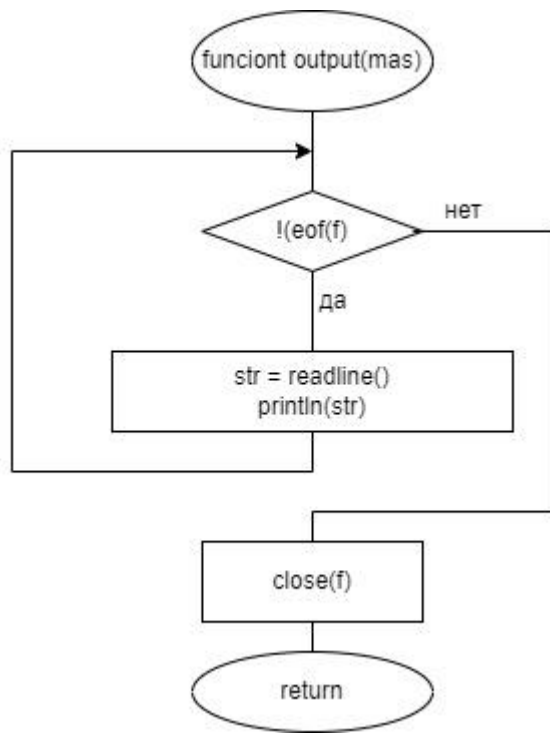 funciont output(mas)
!(eof(f)
нет
да
str = readline()
println(str)
close(f)
return